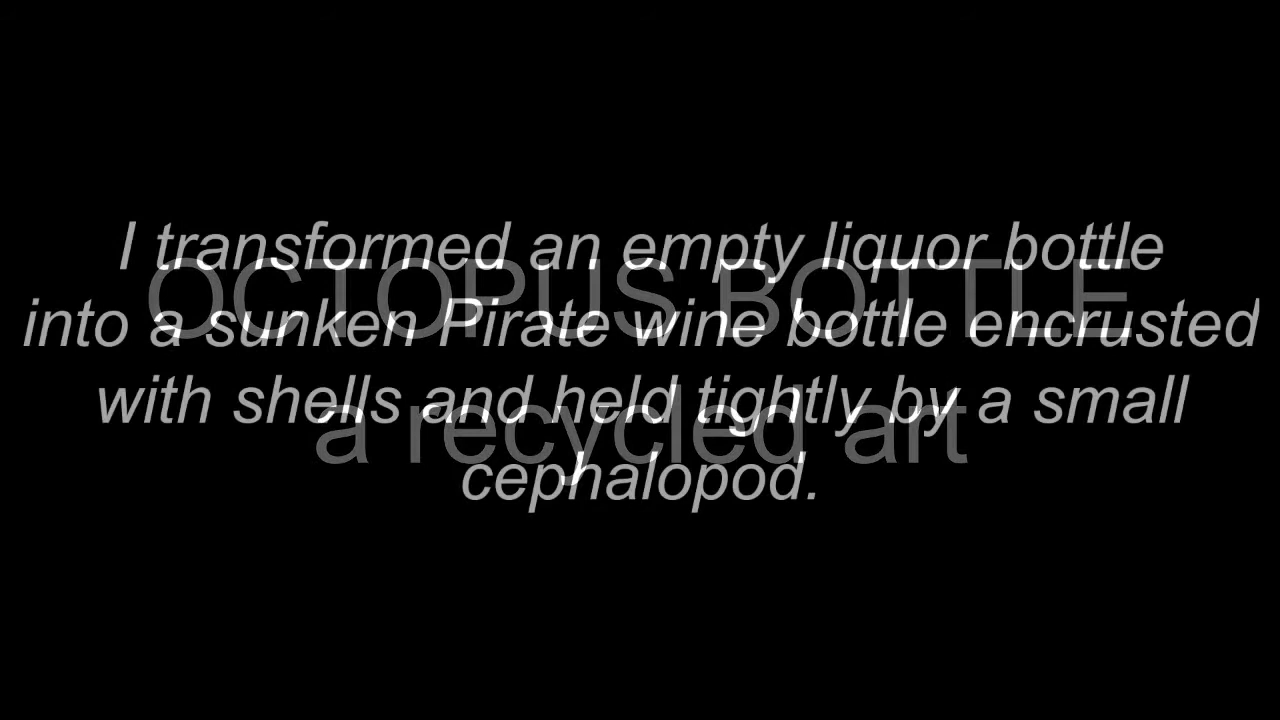 I transformed an empty liquor bottle
OCTOPUS BOTTLE
into a sunken Pirate wine bottle encrusted
with shells and held tightly by a small
a recycled art
cephalopod.